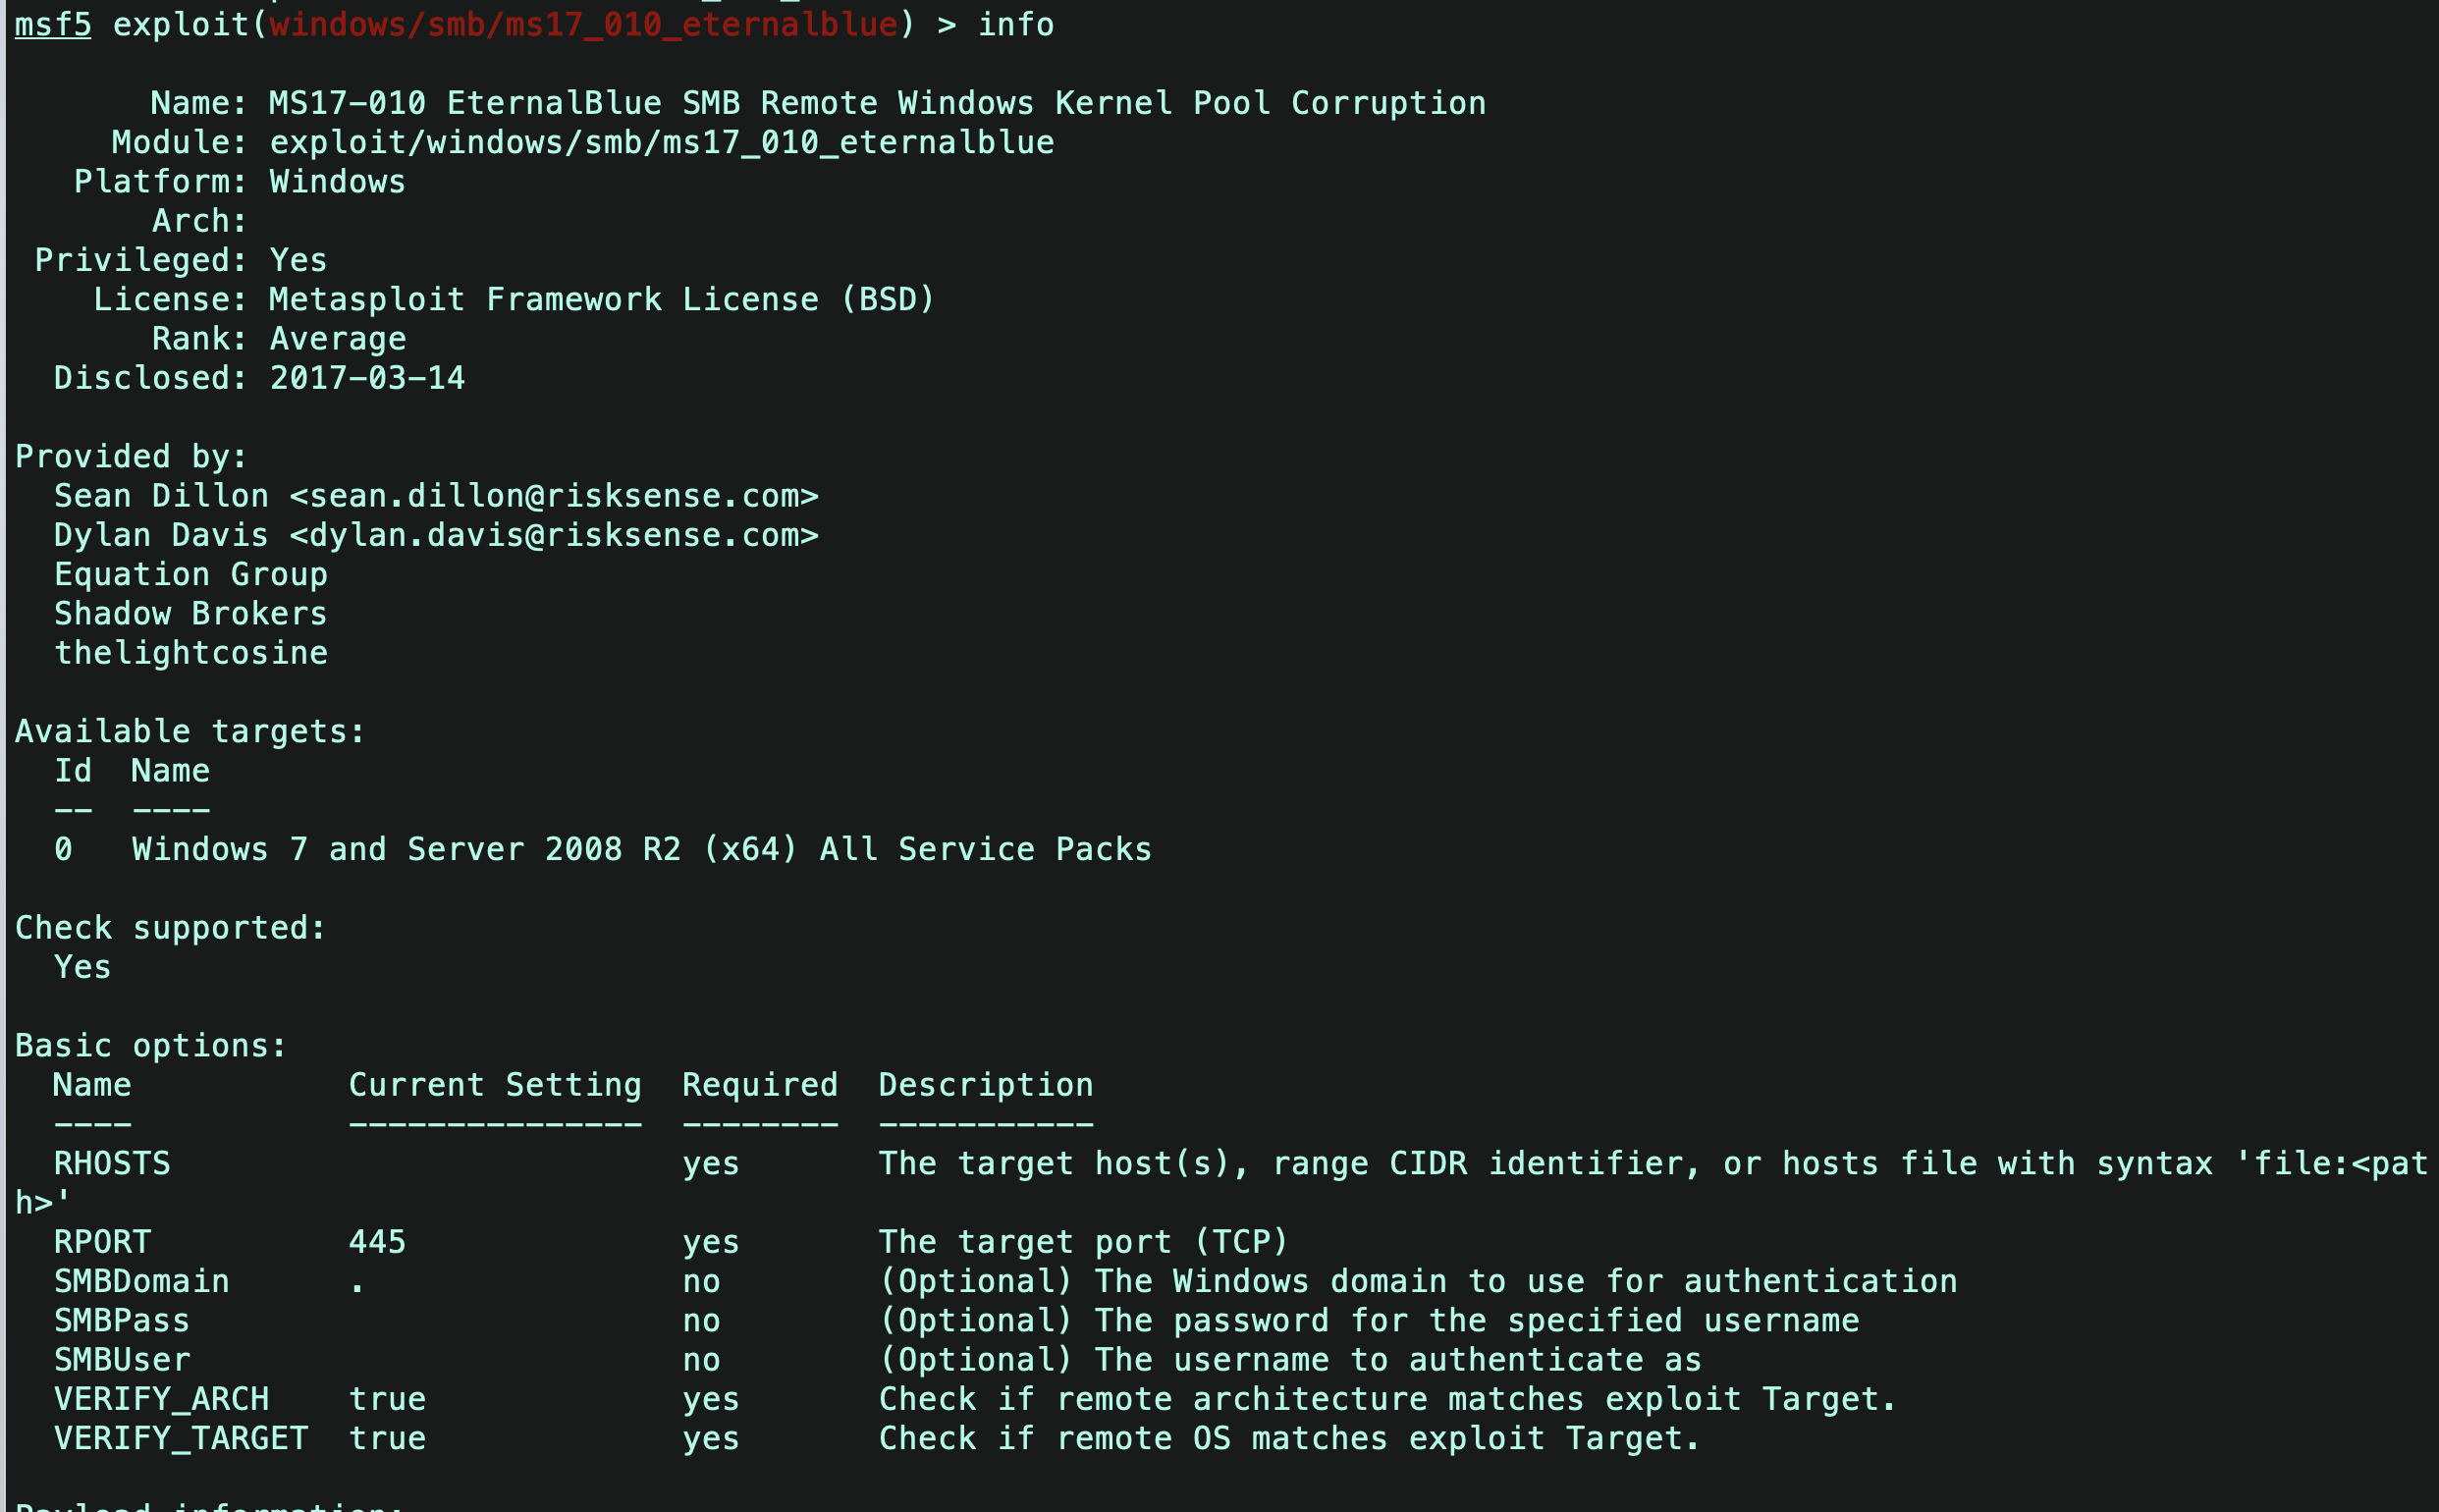 msf5 exploit(windows/smb/ms17_010_eternalblue) > info
Name: MS17-010 EternalBlue SMB Remote Windows Kernel Pool Corruption
Module: exploit/windows/smb/ms17_010_eternalblue
Platform: Windows
Arch:
Privileged: Yes
License: Metasploit Framework License (BSD)
Rank: Average
Disclosed: 2017-03-14
Provided by:
Sean Dillon <sean.dillon@risksense.com>
Dylan Davis <dylan.davis@risksense.com>
Equation Group
Shadow Brokers
thelightcosine
Available targets:
Id  Name
--  ----
0   Windows 7 and Server 2008 R2 (x64) All Service Packs
Check supported:
Yes
Basic options:
Name           Current Setting  Required  Description
----           ---------------  --------  -----------
RHOSTS                          yes       The target host(s), range CIDR identifier, or hosts file with syntax 'file:<pat
h>'
RPORT          445              yes       The target port (TCP)
SMBDomain      .                no        (Optional) The Windows domain to use for authentication
SMBPass                         no        (Optional) The password for the specified username
SMBUser                         no        (Optional) The username to authenticate as
VERIFY_ARCH    true             yes       Check if remote architecture matches exploit Target.
VERIFY_TARGET  true             yes       Check if remote OS matches exploit Target.
Payload information: